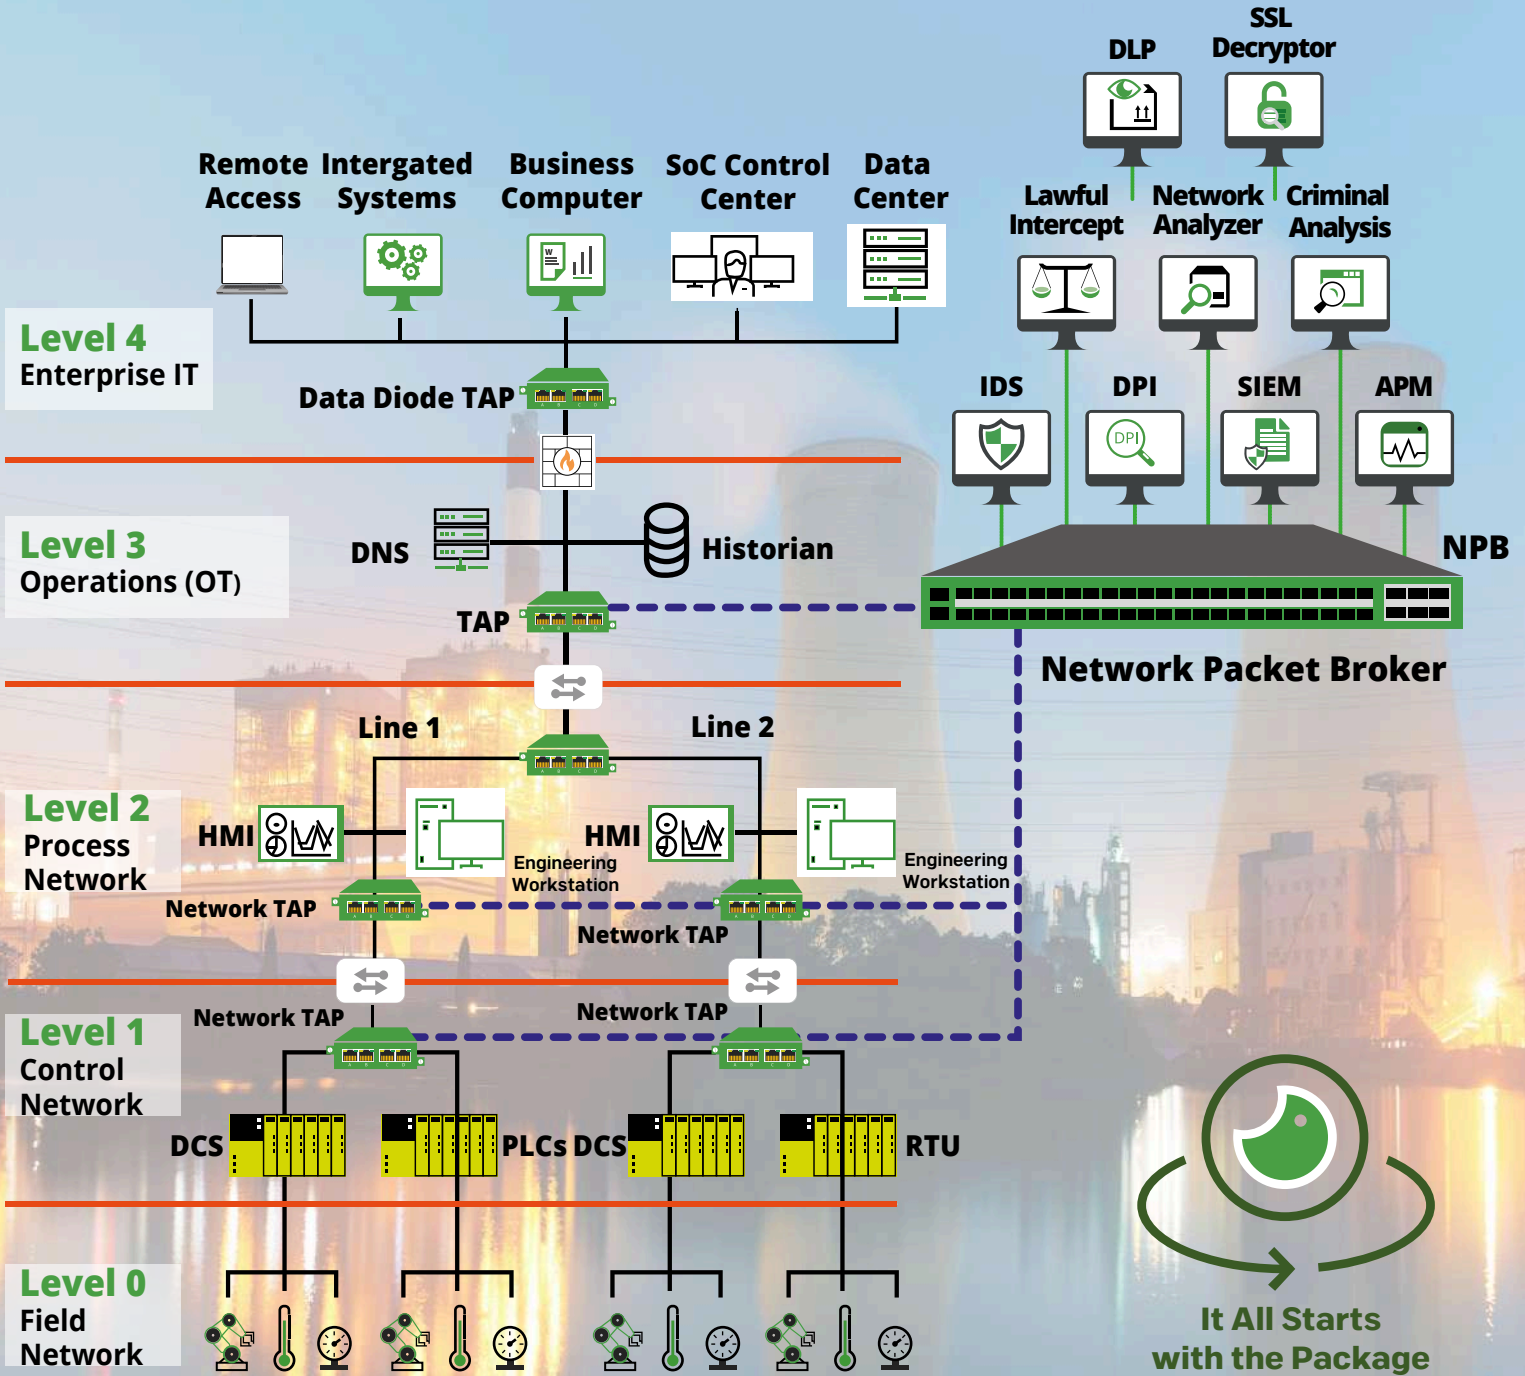 SSL
Decryptor
DLP
Remote
Access
Intergated
Systems
Business
Computer
SoC Control
Center
Data
Center
Lawful
Intercept
Network
Analyzer
Criminal
Analysis
W
Level 4
Enterprise IT
Data Diode TAP
A B C D
IDS
DPI
SIEM
APM
DPI
Level 3
Operations (OT)
DNS
Historian
NPB
TAP
A B C D
Network Packet Broker
Line 1
Line 2
A B C D
Level 2
Process
Network
HMI
Engineering
Workstation
HMI
Engineering
Workstation
Network TAP
A B C D
Network TAP
A B C D
Level 1
Control
Network
Network TAP
A B C D
Network TAP
A B C D
DCS
PLCs
DCS
RTU
Level 0
Field
Network
It All Starts
with the Package